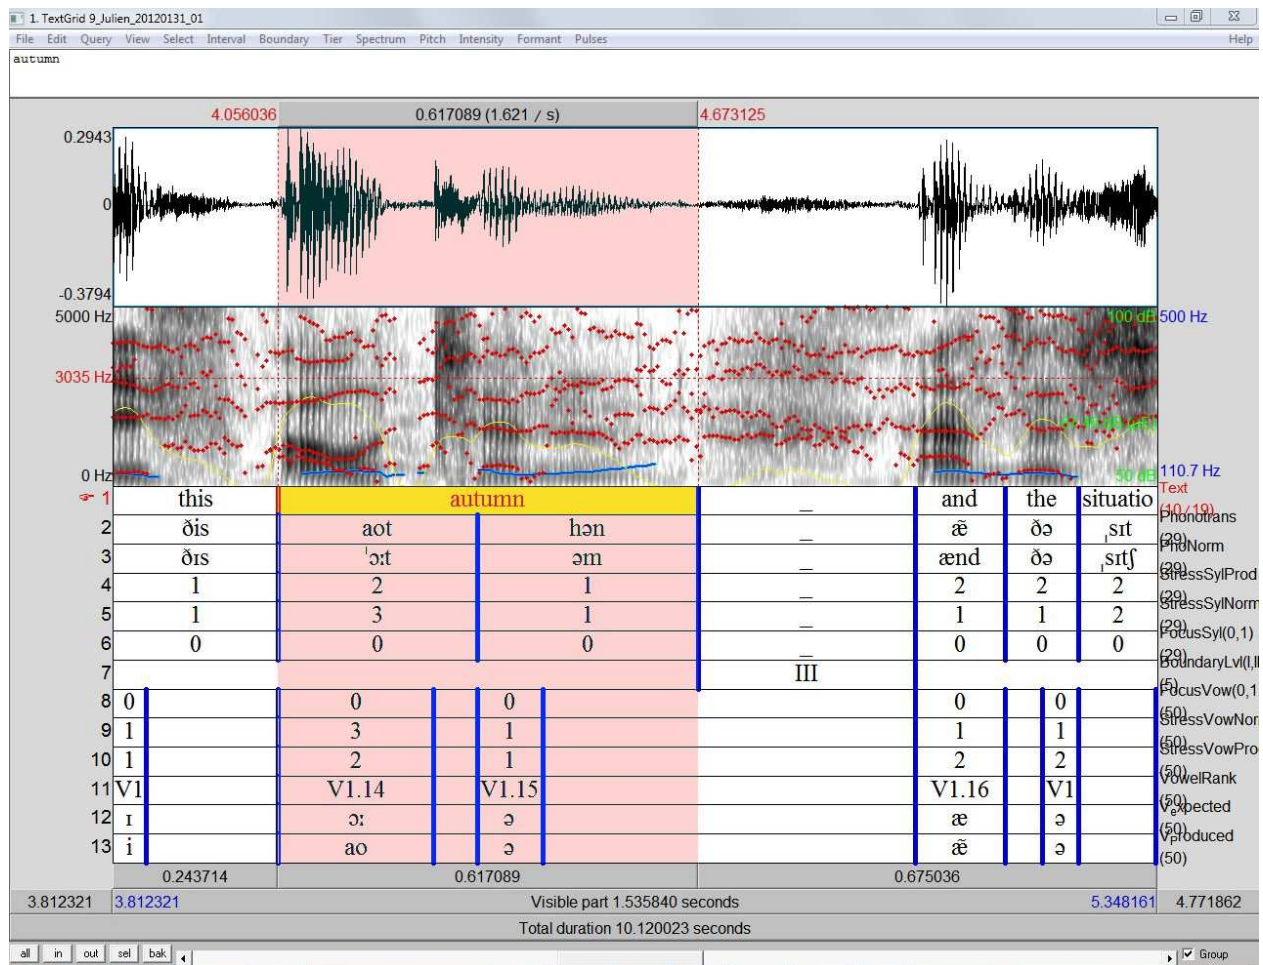 1. TextGrid 9_Julien_20120131_01
File Edit Query View Select Interval Boundary Tier Spectrum Pitch Intensity Formant Pulses Help
autumn
4.056036 0.617089 (1.621 / s) 4.673125
0.2943
0
-0.3794
5000 Hz 100 dB 500 Hz
3035 Hz
0 Hz 50 dB 110.7 Hz
1 this autumn _ and the situatio Text (10/19)
2 ðis aot hən _ æ̃ ðə ˌsɪt Phonotrans (29)
3 ðɪs ˈɔːt əm _ ænd ðə ˌsɪtʃ PhoNorm (29)
4 1 2 1 _ 2 2 2 StressSylProd (29)
5 1 3 1 _ 1 1 2 StressSylNorm (29)
6 0 0 0 _ 0 0 0 FocusSyl(0,1) (29)
7 III BoundaryLvl(I,II (5)
8 0 0 0 0 0 FocusVow(0,1 (50)
9 1 3 1 1 1 StressVowNor (50)
10 1 2 1 2 2 StressVowPro (50)
11 V1 V1.14 V1.15 V1.16 V1 VowelRank (50)
12 ɪ ɔː ə æ ə V_expected (50)
13 i ao ə æ̃ ə V_produced (50)
0.243714 0.617089 0.675036
3.812321 3.812321 Visible part 1.535840 seconds 5.348161 4.771862
Total duration 10.120023 seconds
all in out sel bak Group